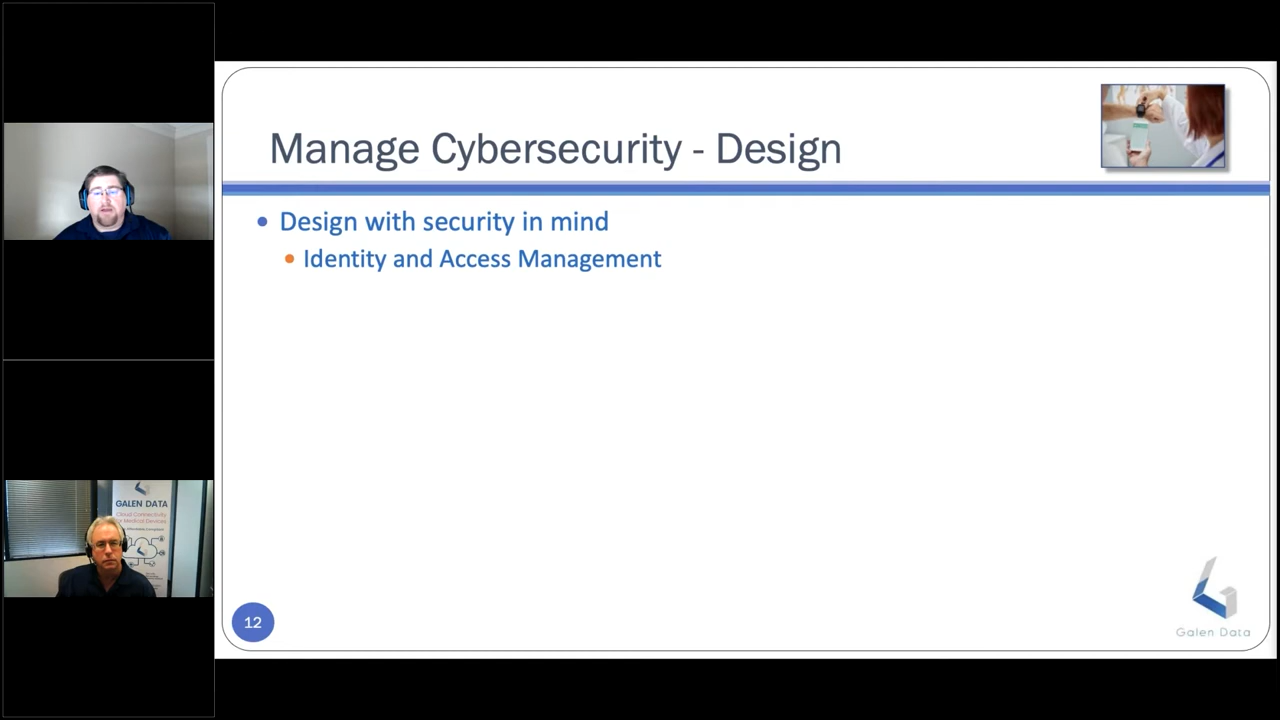 Manage Cybersecurity - Design
• Design with security in mind
• Identity and Access Management
12
Galen Data
GALEN DATA
Cloud Connectivity
for Medical Devices